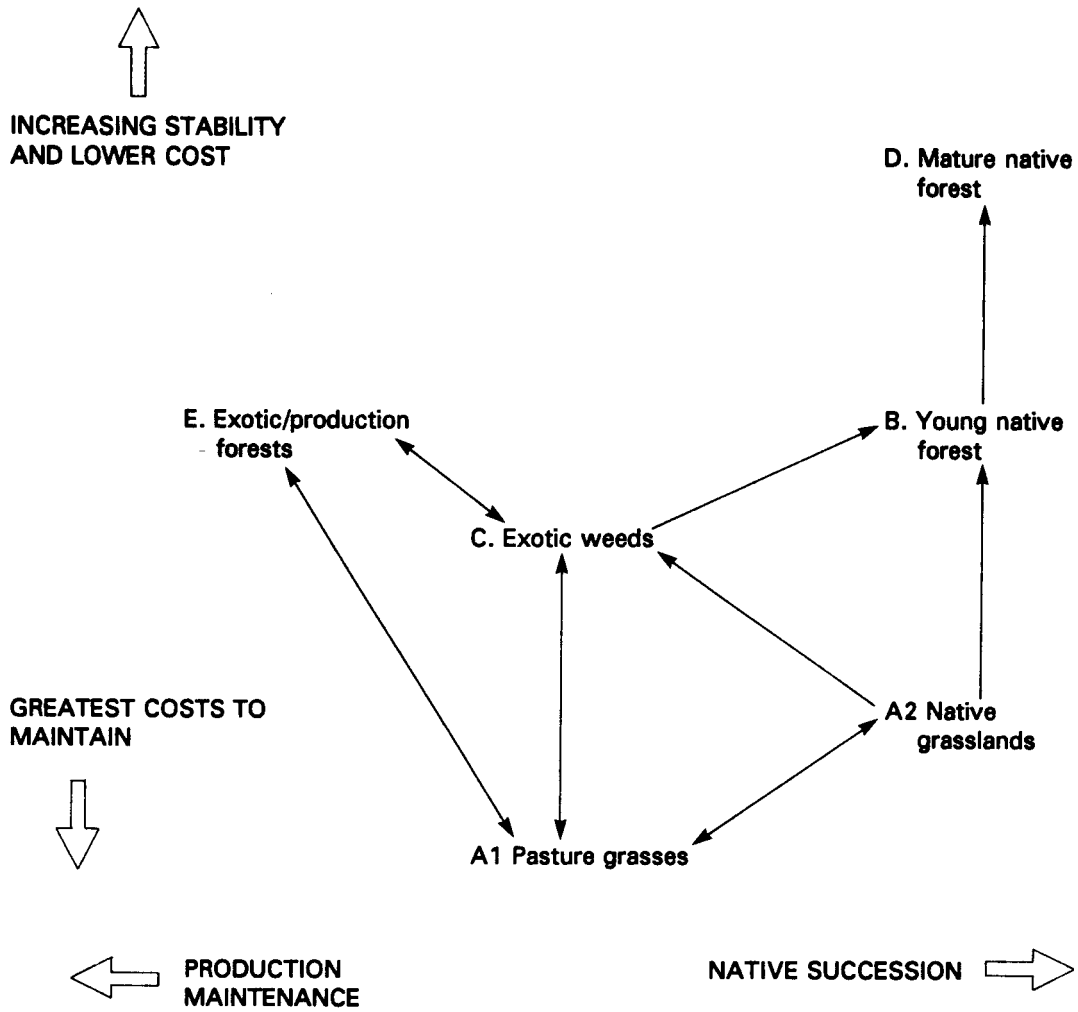 INCREASING STABILITY
AND LOWER COST
D. Mature native
forest
E. Exotic/production
forests
B. Young native
forest
C. Exotic weeds
GREATEST COSTS TO
MAINTAIN
A2 Native
grasslands
A1 Pasture grasses
PRODUCTION
MAINTENANCE
NATIVE SUCCESSION